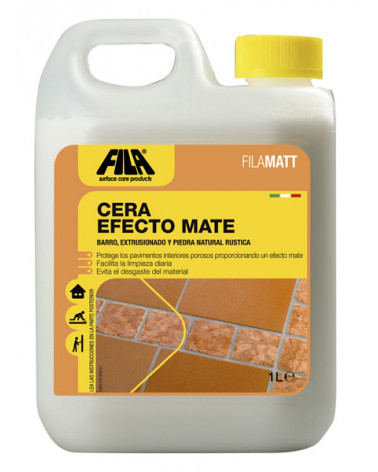 FILA
surface care products
FILAMATT
CERA
EFECTO MATE
BARRO, EXTRUSIONADO Y PIEDRA NATURAL RUSTICA
Protege los pavimentos interiores porosos proporcionando un efecto mate
Facilita la limpieza diaria
Evita el desgaste del material
LEA LAS INSTRUCCIONES EN LA PARTE POSTERIOR
1L℮